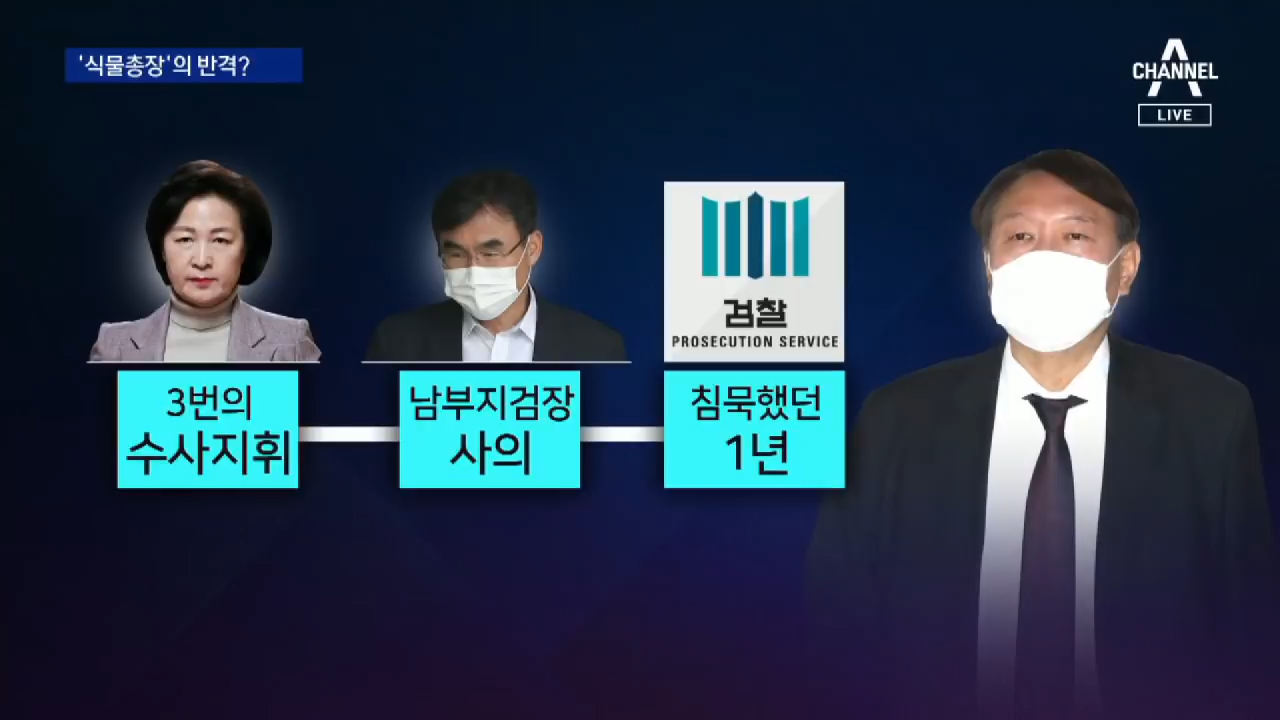 '식물총장'의 반격?
CHANNEL A
LIVE
검찰
PROSECUTION SERVICE
3번의
수사지휘
남부지검장
사의
침묵했던
1년